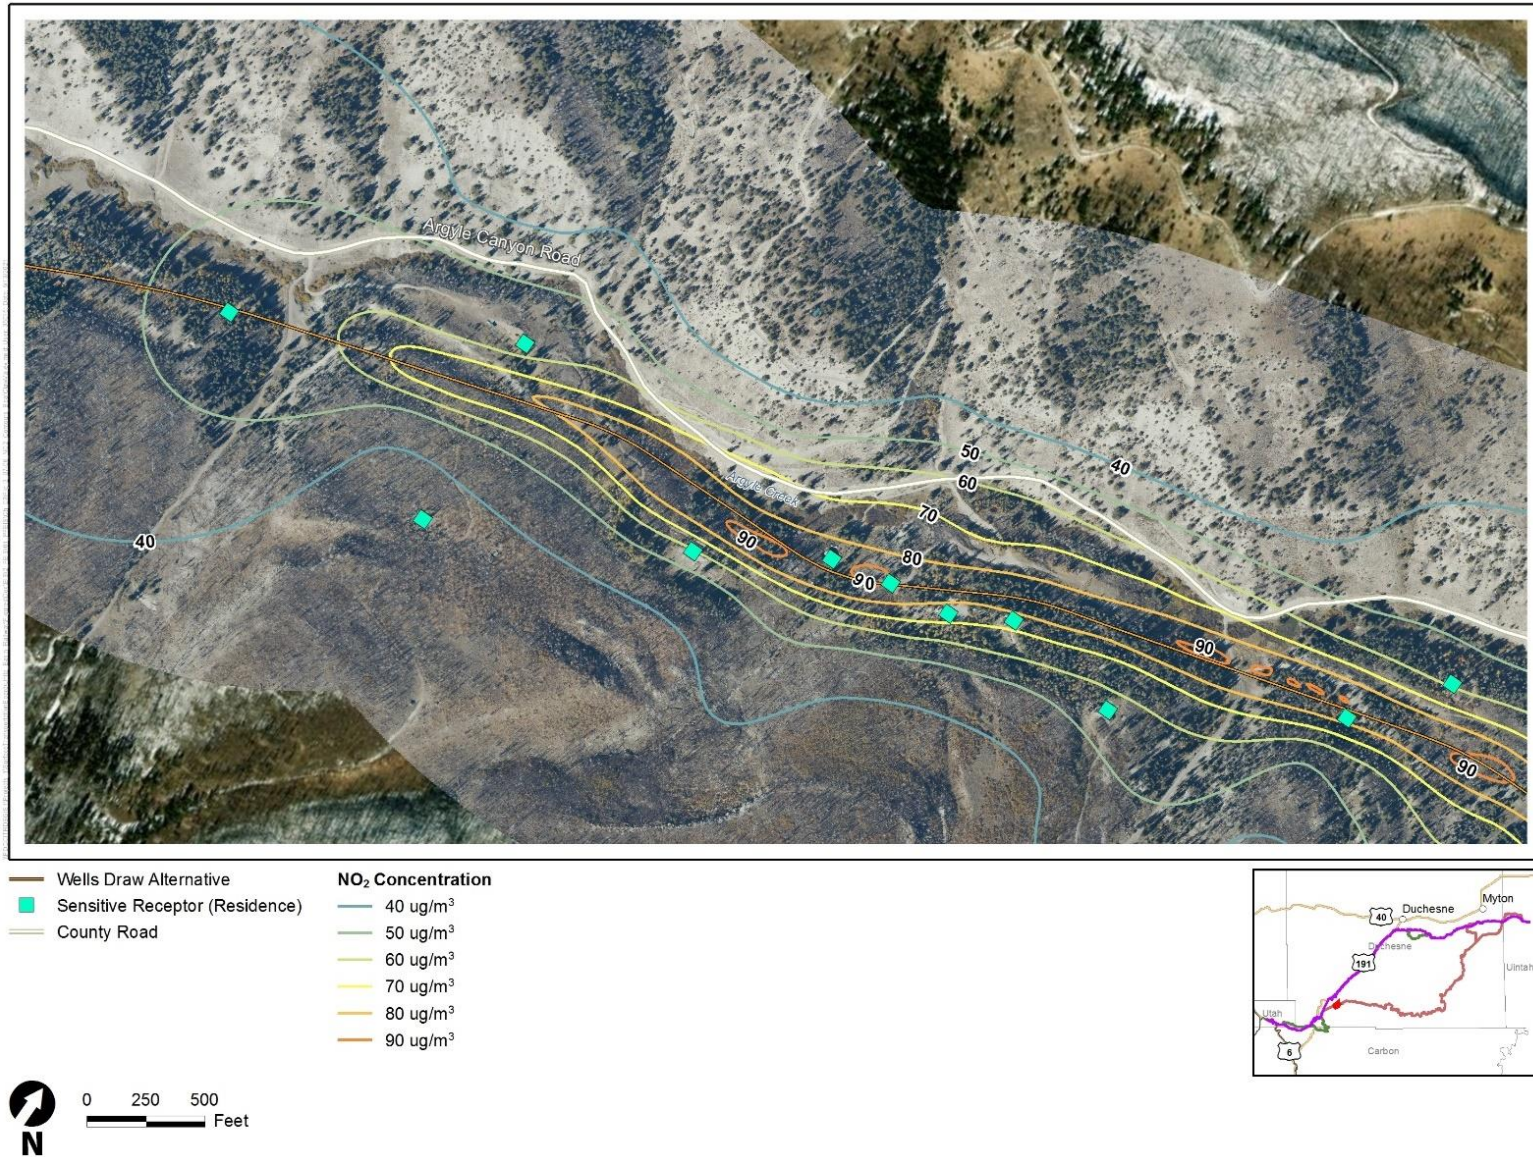 Argyle Canyon Road
50
40
60
70
Argyle Creek
40
90
80
90
90
90
Wells Draw Alternative
Sensitive Receptor (Residence)
County Road
NO₂ Concentration
40 ug/m³
50 ug/m³
60 ug/m³
70 ug/m³
80 ug/m³
90 ug/m³
0 250 500
Feet
N
Myton
Duchesne
40
Duchesne
191
Uintah
Utah
Carbon
6